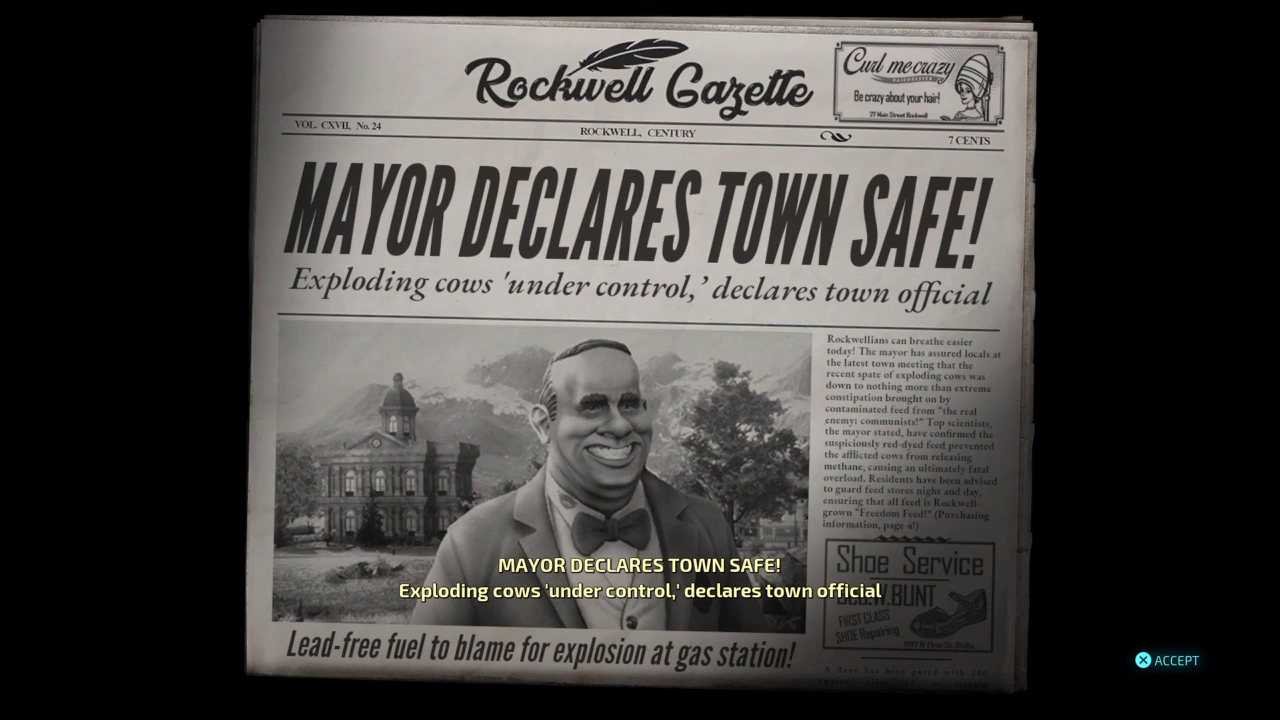 Rockwell Gazette
Curl me crazy
Be crazy about your hair!
27 Main Street Rockwell
VOL. CXVII, No. 24
ROCKWELL, CENTURY
7 CENTS
MAYOR DECLARES TOWN SAFE!
Exploding cows 'under control,' declares town official
Rockwellians can breathe easier
today! The mayor has assured locals at
the latest town meeting that the
recent spate of exploding cows was
down to nothing more than extreme
constipation brought on by
contaminated feed from "the real
enemy: communists!" Top scientists,
the mayor stated, have confirmed the
suspiciously red-dyed feed prevented
the afflicted cows from releasing
methane, causing an ultimately fatal
overload. Residents have been advised
to guard feed stores night and day,
ensuring that all feed is Rockwell-
grown "Freedom Feed!" (Purchasing
information, page 4!)
Shoe Service
W.BUNT
FIRST CLASS
SHOE Repairing
MAYOR DECLARES TOWN SAFE!
Exploding cows 'under control,' declares town official
Lead-free fuel to blame for explosion at gas station!
ACCEPT